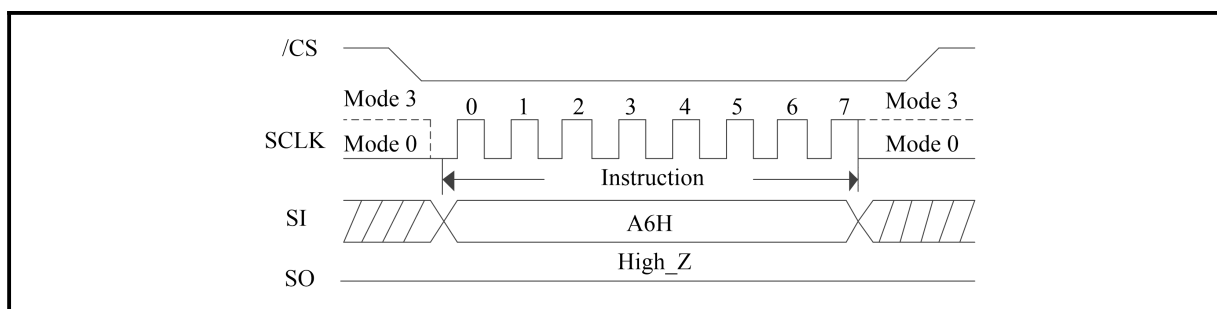 /CS
Mode 3 0 1 2 3 4 5 6 7 Mode 3
SCLK Mode 0 Mode 0
Instruction
SI A6H
High_Z
SO